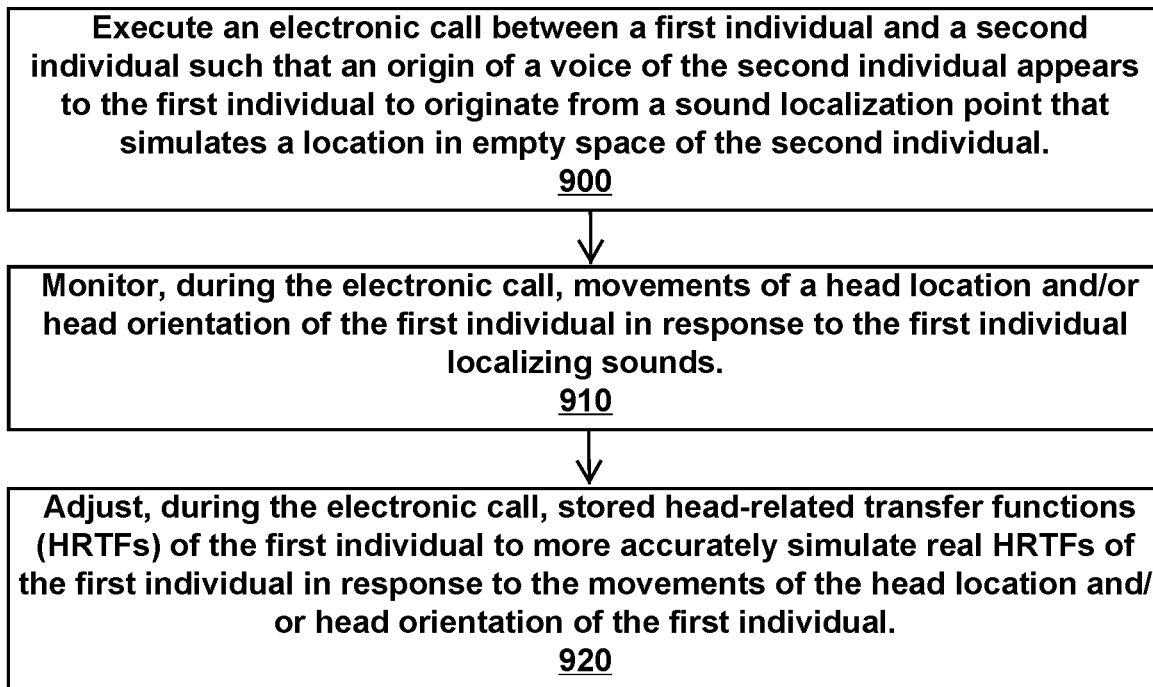 Execute an electronic call between a first individual and a second
individual such that an origin of a voice of the second individual appears
to the first individual to originate from a sound localization point that
simulates a location in empty space of the second individual.
900
Monitor, during the electronic call, movements of a head location and/or
head orientation of the first individual in response to the first individual
localizing sounds.
910
Adjust, during the electronic call, stored head-related transfer functions
(HRTFs) of the first individual to more accurately simulate real HRTFs of
the first individual in response to the movements of the head location and/
or head orientation of the first individual.
920